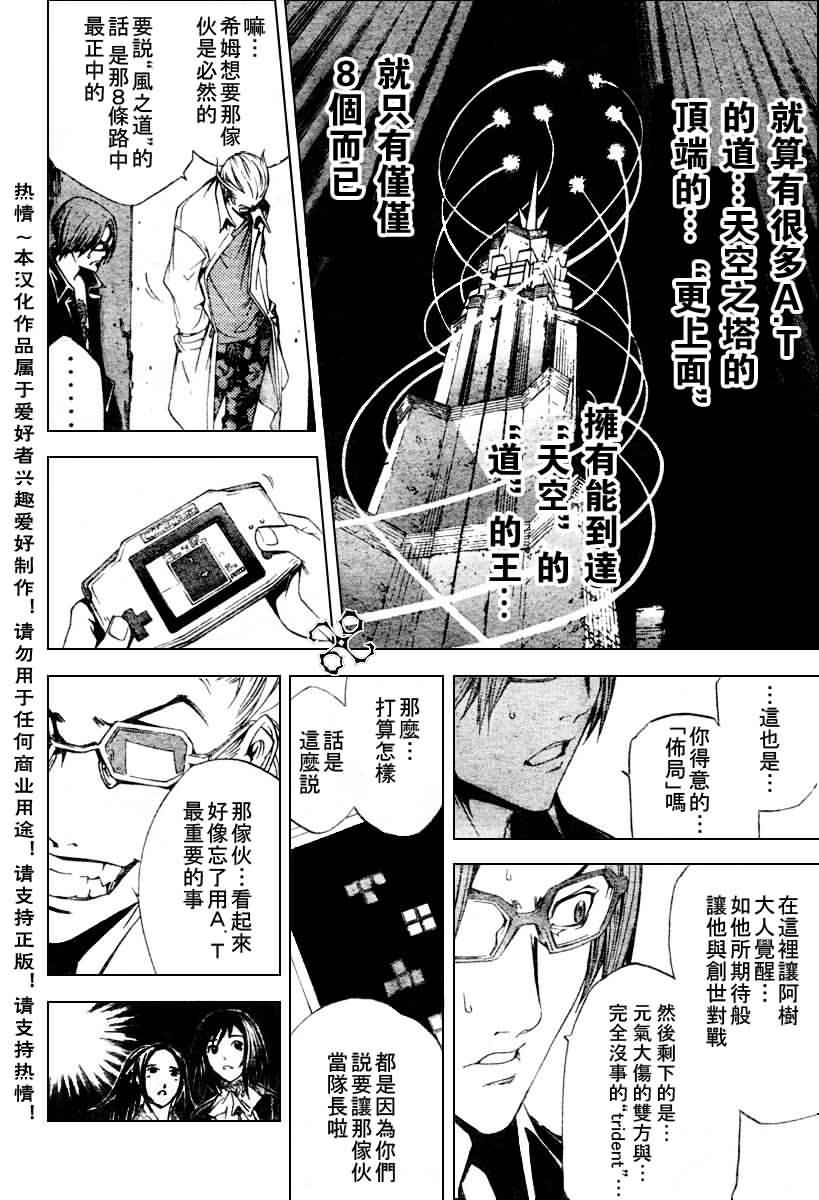 就算有很多A.T
的道…天空之塔的
頂端的…“更上面”
就只有僅僅
8個而已
擁有能到達
“天空”的
“道”的王…
嘛…
希姆想要那傢
伙是必然的
要説“風之道”的
話 是那8條路中
最正中的
……
…這也是…
你得意的…
「佈局」嗎
在這裡讓阿樹
大人覺醒…
如他所期待般
讓他與創世對戰
然後剩下的是…
元氣大傷的雙方與…
完全沒事的“trident”…
那麼…
打算怎樣
話是
這麼説
都是因為你們
説要讓那傢伙
當隊長啦
那傢伙…看起來
好像忘了用A.T
最重要的事
热情～本汉化作品属于爱好者兴趣爱好制作！请勿用于任何商业用途！请支持正版！请支持热情！